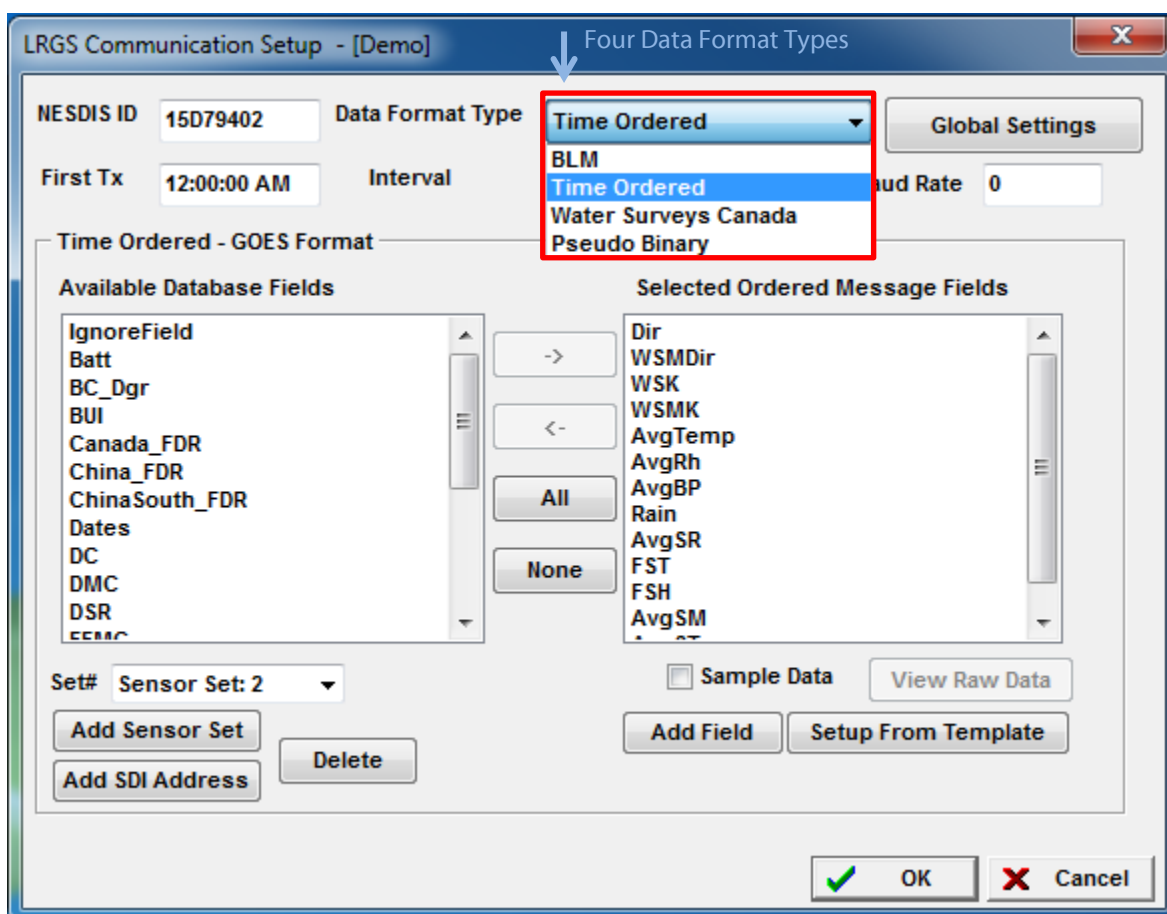 LRGS Communication Setup - [Demo]
Four Data Format Types
x
NESDIS ID
15D79402
Data Format Type
Time Ordered
Global Settings
BLM
Time Ordered
Water Surveys Canada
Pseudo Binary
First Tx
12:00:00 AM
Interval
aud Rate
0
Time Ordered - GOES Format
Available Database Fields
IgnoreField
Batt
BC_Dgr
BUI
Canada_FDR
China_FDR
ChinaSouth_FDR
Dates
DC
DMC
DSR
->
<-
All
None
Selected Ordered Message Fields
Dir
WSMDir
WSK
WSMK
AvgTemp
AvgRh
AvgBP
Rain
AvgSR
FST
FSH
AvgSM
Set#
Sensor Set: 2
Sample Data
View Raw Data
Add Sensor Set
Add SDI Address
Delete
Add Field
Setup From Template
OK
Cancel